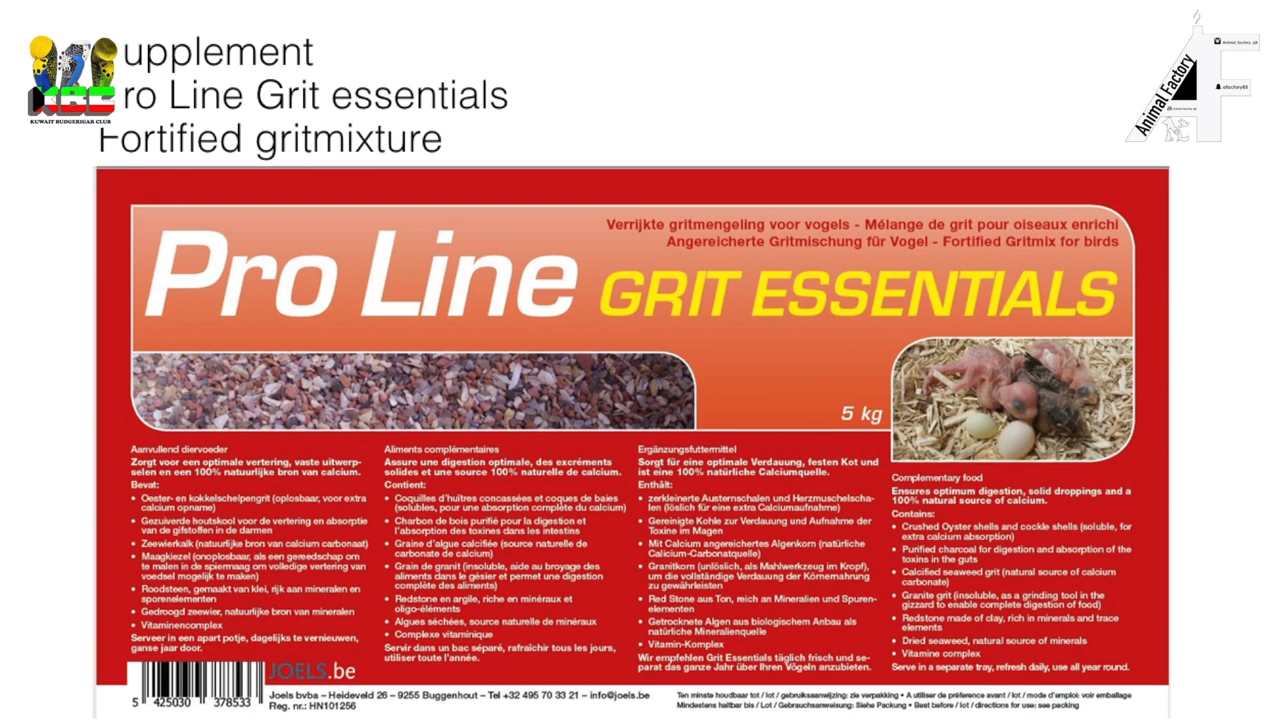 upplement
ro Line Grit essentials
Fortified gritmixture
KBC
KUWAIT BUDGERIGAR CLUB
Animal Factory
AF
animal_factory_q8
afactory85
Verrijkte gritmengeling voor vogels - Mélange de grit pour oiseaux enrichi
Angereicherte Gritmischung für Vogel - Fortified Gritmix for birds
Pro Line GRIT ESSENTIALS
5 kg
Aanvullend diervoeder
Zorgt voor een optimale vertering, vaste uitwerp-
selen en een 100% natuurlijke bron van calcium.
Bevat:
• Oester- en kokkelschelpengrit (oplosbaar, voor extra
calcium opname)
• Gezuiverde houtskool voor de vertering en absorptie
van de gifstoffen in de darmen
• Zeewierkalk (natuurlijke bron van calcium carbonaat)
• Maagkiezel (onoplosbaar, als een gereedschap om
te malen in de spiermaag om volledige vertering van
voedsel mogelijk te maken)
• Roodsteen, gemaakt van klei, rijk aan mineralen en
sporenelementen
• Gedroogd zeewier, natuurlijke bron van mineralen
• Vitaminencomplex
Serveer in een apart potje, dagelijks te vernieuwen,
ganse jaar door.
Aliments complémentaires
Assure une digestion optimale, des excréments
solides et une source 100% naturelle de calcium.
Contient:
• Coquilles d'huîtres concassées et coques de baies
(solubles, pour une absorption complète du calcium)
• Charbon de bois purifié pour la digestion et
l'absorption des toxines dans les intestins
• Graine d'algue calcifiée (source naturelle de
carbonate de calcium)
• Grain de granit (insoluble, aide au broyage des
aliments dans le gésier et permet une digestion
complète des aliments)
• Redstone en argile, riche en minéraux et
oligo-éléments
• Algues séchées, source naturelle de minéraux
• Complexe vitaminique
Servir dans un bac séparé, rafraîchir tous les jours,
utiliser toute l'année.
Ergänzungsfuttermittel
Sorgt für eine optimale Verdauung, festen Kot und
ist eine 100% natürliche Calciumquelle.
Enthält:
• zerkleinerte Austernschalen und Herzmuschelscha-
len (löslich für eine extra Calciumaufnahme)
• Gereinigte Kohle zur Verdauung und Aufnahme der
Toxine im Magen
• Mit Calcium angereichertes Algenkorn (natürliche
Calicium-Carbonatquelle)
• Granitkorn (unlöslich, als Mahlwerkzeug im Kropf),
um die vollständige Verdauung der Körnernahrung
zu gewährleisten
• Red Stone aus Ton, reich an Mineralien und Spuren-
elementen
• Getrocknete Algen aus biologischem Anbau als
natürliche Mineralienquelle
• Vitamin-Komplex
Wir empfehlen Grit Essentials täglich frisch und se-
parat das ganze Jahr über Ihren Vögeln anzubieten.
Complementary food
Ensures optimum digestion, solid droppings and a
100% natural source of calcium.
Contains:
• Crushed Oyster shells and cockle shells (soluble, for
extra calcium absorption)
• Purified charcoal for digestion and absorption of the
toxins in the guts
• Calcified seaweed grit (natural source of calcium
carbonate)
• Granite grit (insoluble, as a grinding tool in the
gizzard to enable complete digestion of food)
• Redstone made of clay, rich in minerals and trace
elements
• Dried seaweed, natural source of minerals
• Vitamine complex
Serve in a separate tray, refresh daily, use all year round.
5 425030 378533
JOELS.be
Joels bvba – Heideveld 26 – 9255 Buggenhout – Tel +32 495 70 33 21 – info@joels.be
Reg. nr.: HN101256
Ten minste houdbaar tot / lot / gebruiksaanwijzing: zie verpakking • A utiliser de préference avant / lot / mode d'emploi: voir emballage
Mindestens haltbar bis / Lot / Gebrauchsanweisung: Siehe Packung • Best before / lot / directions for use: see packing